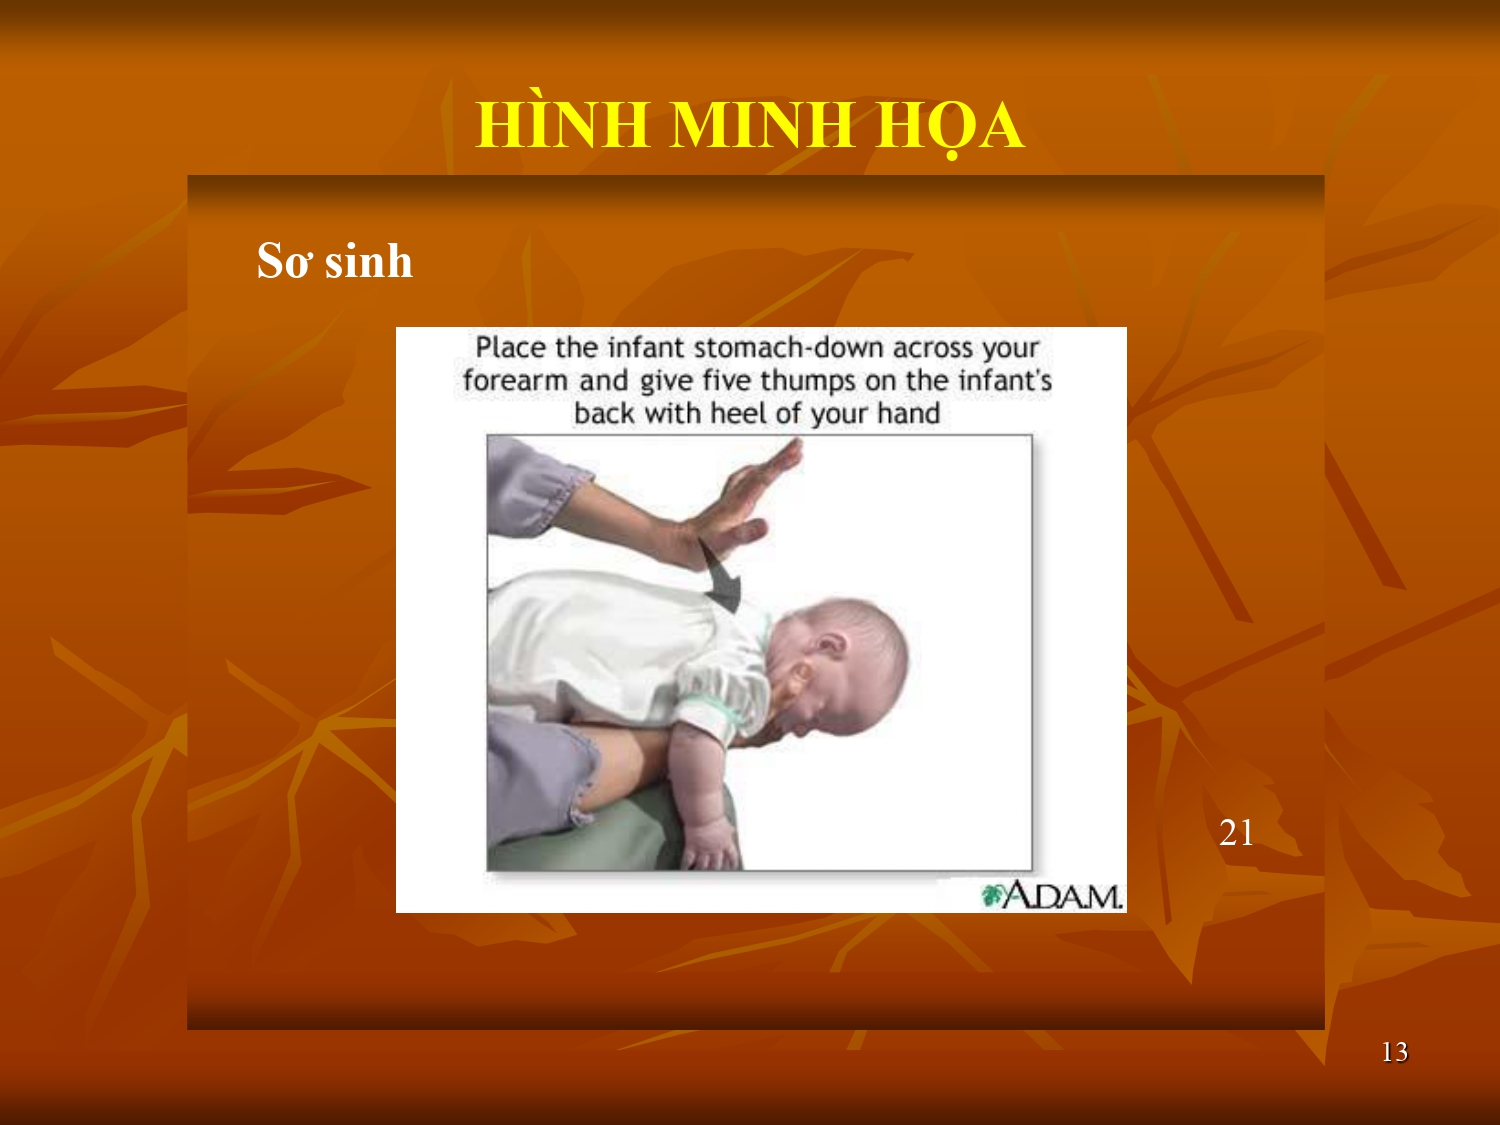 HÌNH MINH HỌA
Sơ sinh
Place the infant stomach-down across your
forearm and give five thumps on the infant's
back with heel of your hand
21
A.D.A.M.
13